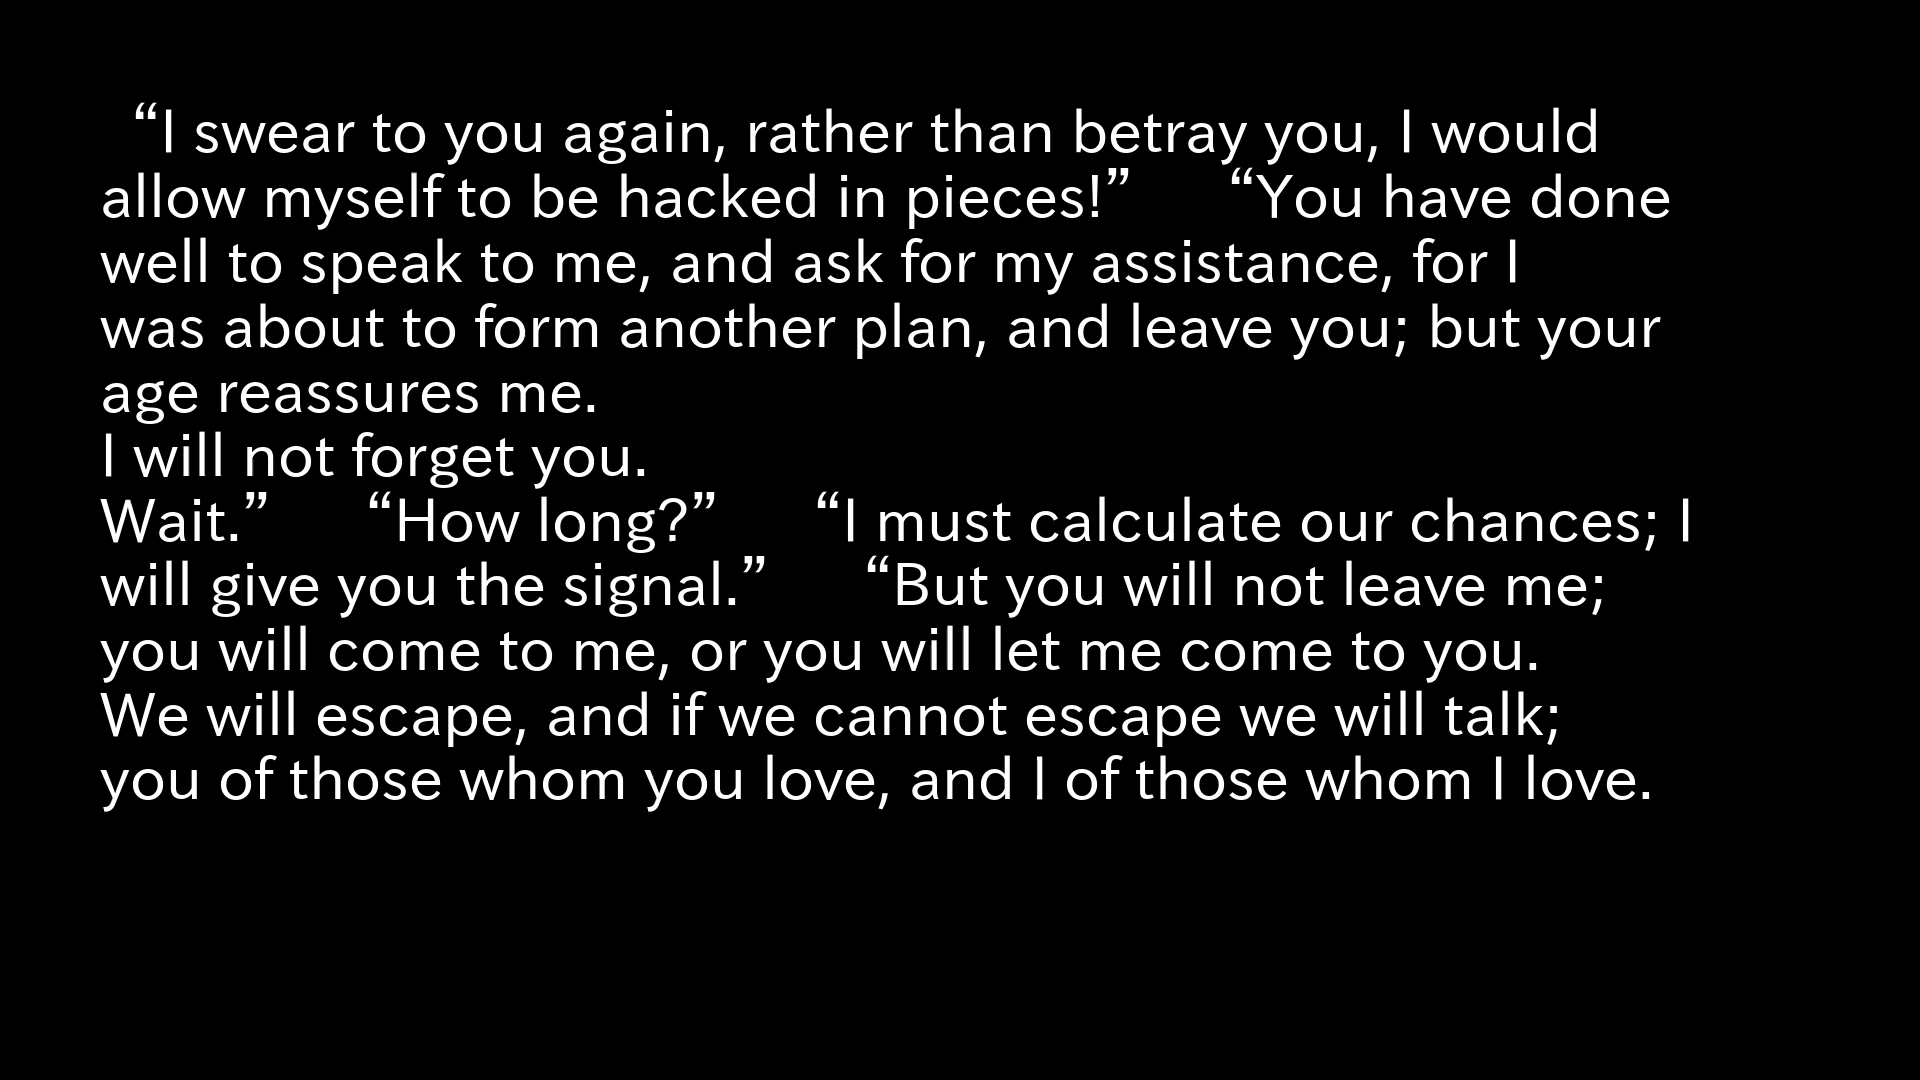 “I swear to you again, rather than betray you, I would
allow myself to be hacked in pieces!” “You have done
well to speak to me, and ask for my assistance, for I
was about to form another plan, and leave you; but your
age reassures me.
I will not forget you.
Wait.” “How long?” “I must calculate our chances; I
will give you the signal.” “But you will not leave me;
you will come to me, or you will let me come to you.
We will escape, and if we cannot escape we will talk;
you of those whom you love, and I of those whom I love.